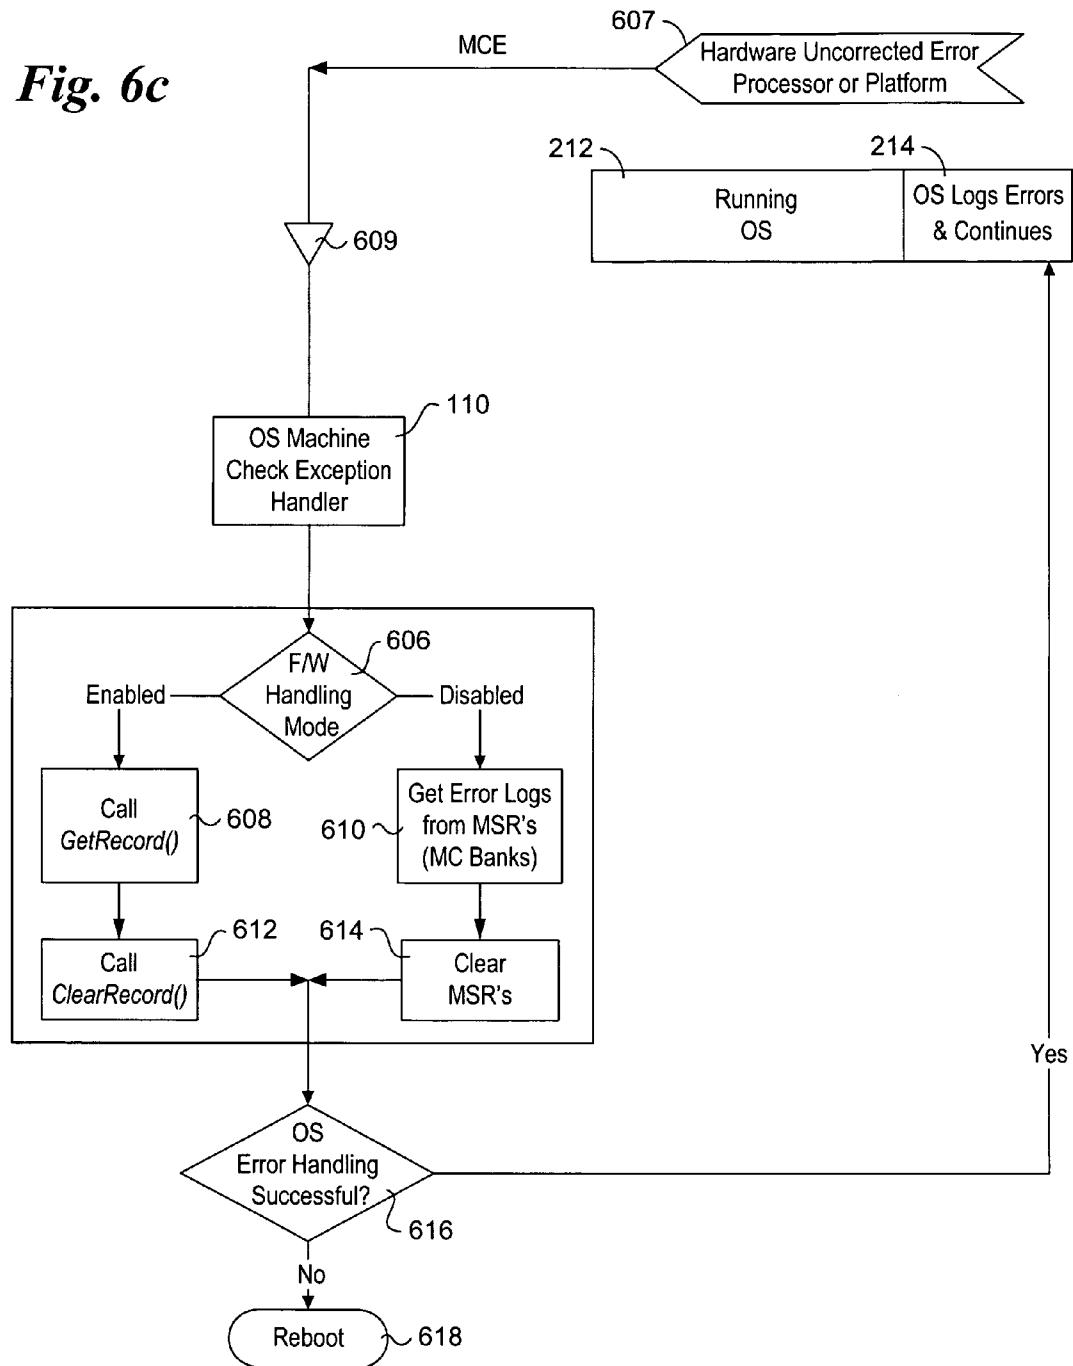 Fig. 6c
MCE
607
Hardware Uncorrected Error
Processor or Platform
212
214
Running
OS
OS Logs Errors
& Continues
609
110
OS Machine
Check Exception
Handler
606
F/W
Handling
Mode
Enabled
Disabled
Call
GetRecord()
608
610
Get Error Logs
from MSR's
(MC Banks)
612
614
Call
ClearRecord()
Clear
MSR's
Yes
OS
Error Handling
Successful?
616
No
Reboot
618